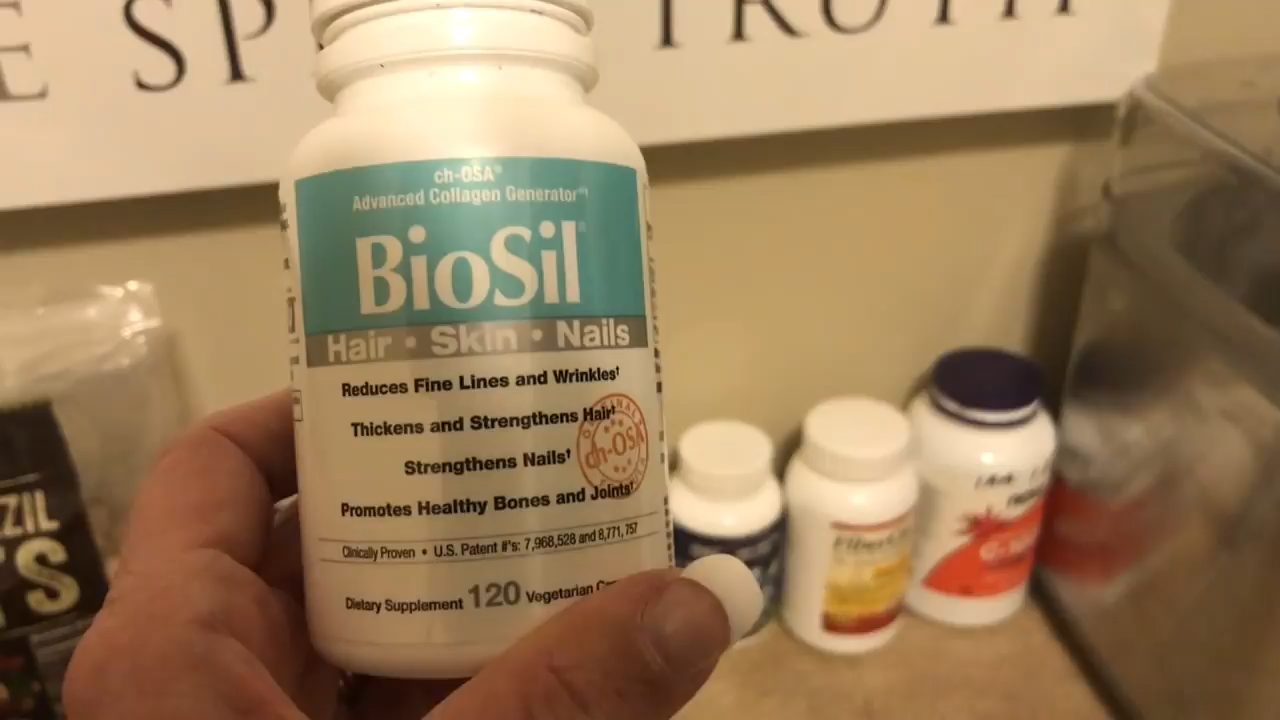 E SP TRUTH
ch-OSA®
Advanced Collagen Generator®†
BioSil®
Hair • Skin • Nails
Reduces Fine Lines and Wrinkles†
Thickens and Strengthens Hair†
Strengthens Nails†
Promotes Healthy Bones and Joints†
ORIGINAL
ch-OSA
Clinically Proven • U.S. Patent #'s: 7,968,528 and 8,771,757
Dietary Supplement 120 Vegetarian
ZIL
TS